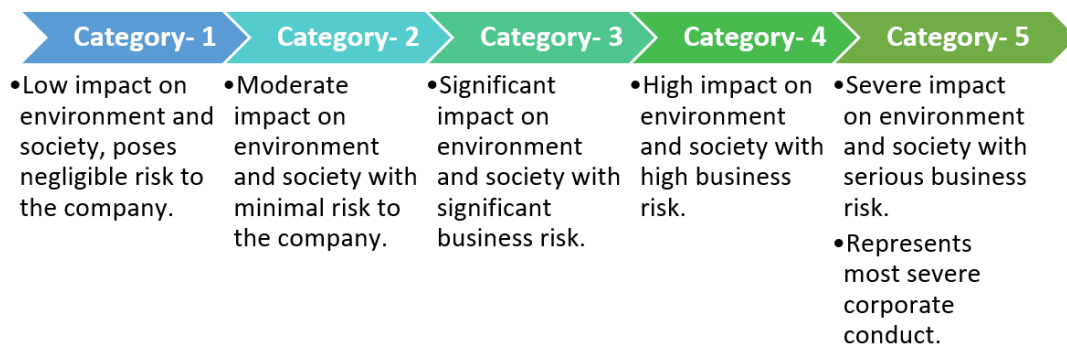 Category- 1
•Low impact on
environment and
society, poses
negligible risk to
the company.
Category- 2
•Moderate
impact on
environment
and society with
minimal risk to
the company.
Category- 3
•Significant
impact on
environment
and society with
significant
business risk.
Category- 4
•High impact on
environment
and society with
high business
risk.
Category- 5
•Severe impact
on environment
and society with
serious business
risk.
•Represents
most severe
corporate
conduct.